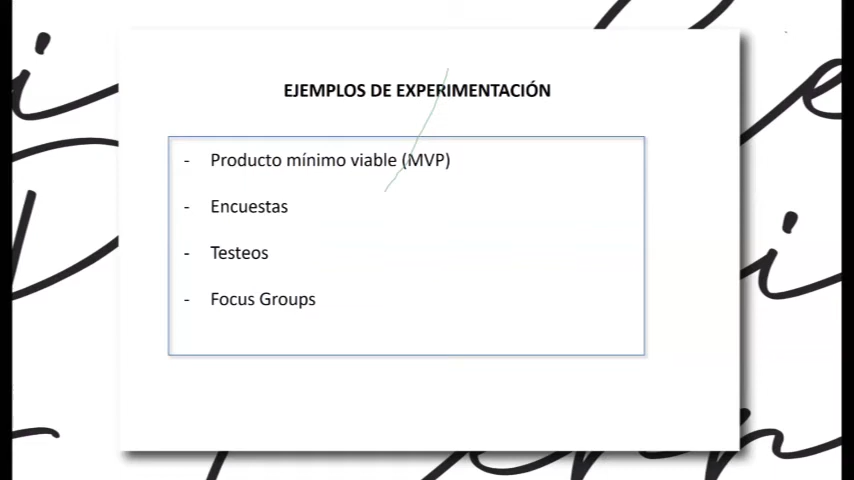 EJEMPLOS DE EXPERIMENTACIÓN
- Producto mínimo viable (MVP)
- Encuestas
- Testeos
- Focus Groups